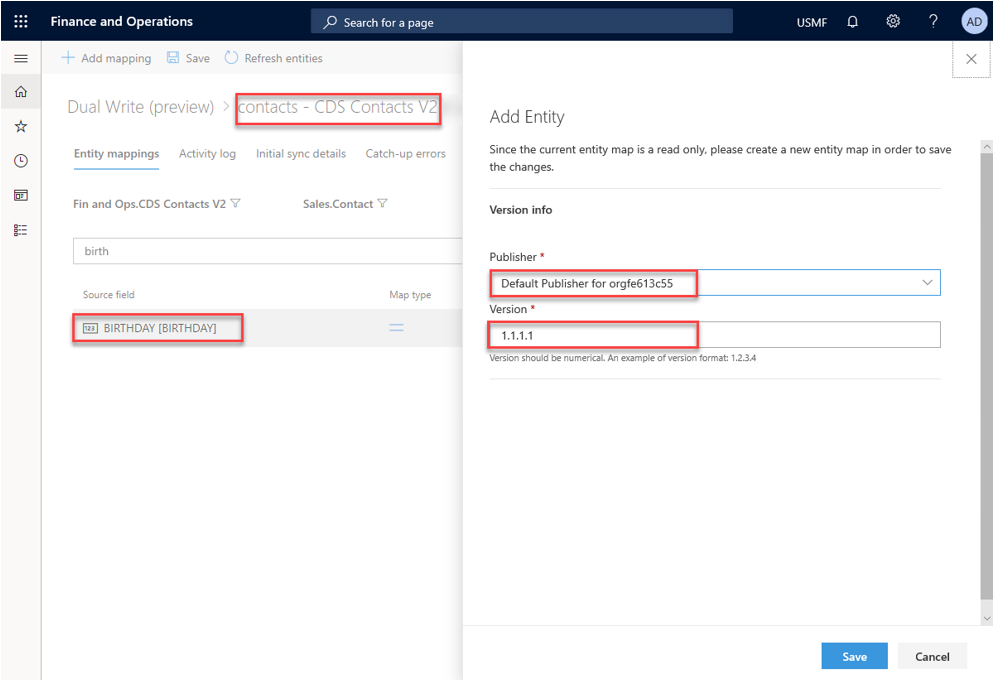 Finance and Operations
Search for a page
USMF
AD
Add mapping
Save
Refresh entities
Dual Write (preview) > contacts - CDS Contacts V2
Entity mappings
Activity log
Initial sync details
Catch-up errors
Fin and Ops.CDS Contacts V2
Sales.Contact
birth
Source field
Map type
123 BIRTHDAY [BIRTHDAY]
Add Entity
Since the current entity map is a read only, please create a new entity map in order to save
the changes.
Version info
Publisher *
Default Publisher for orgfe613c55
Version *
1.1.1.1
Version should be numerical. An example of version format: 1.2.3.4
Save
Cancel